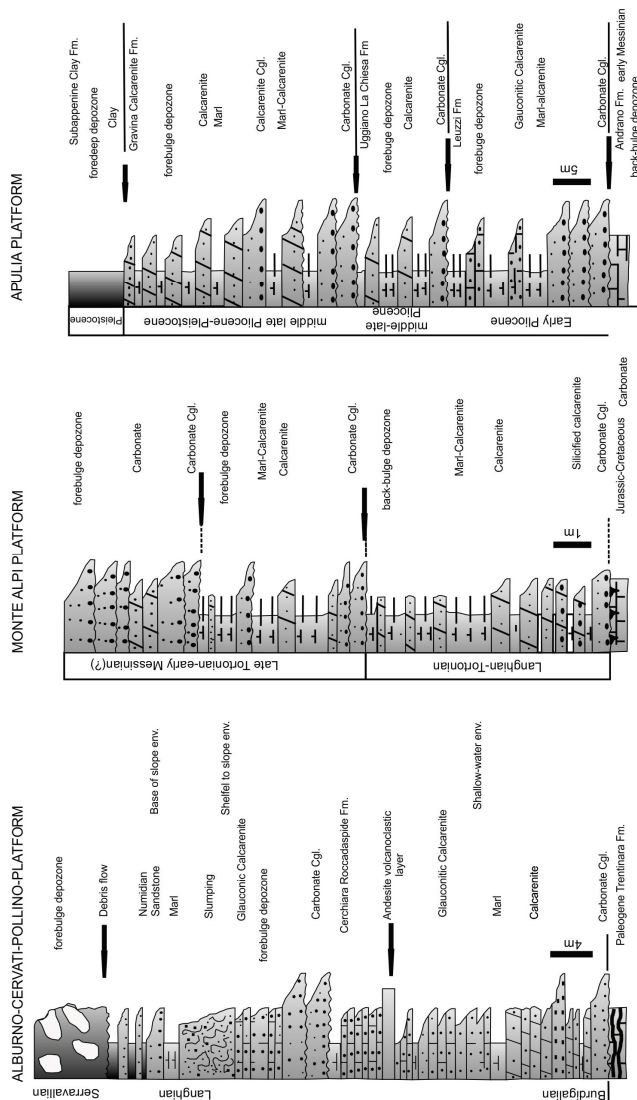 APULIA PLATFORM
Subappenine Clay Fm.
foredeep depozone
Clay
Gravina Calcarenite Fm.
forebulge depozone
Calcarenite
Marl
Calcarenite Cgl.
Marl-Calcarenite
Carbonate Cgl.
Uggiano La Chiesa Fm
forebuge depozone
Calcarenite
Carbonate Cgl.
Leuzzi Fm
forebuge depozone
Gauconitic Calcarenite
Marl-alcarenite
5m
Carbonate Cgl.
Andrano Fm. early Messinian
back-bulge depozone
Pleistocene
middle late Pliocene-Pleistocene
middle-late
Pliocene
Early Pliocene
MONTE ALPI PLATFORM
forebulge depozone
Carbonate
Carbonate Cgl.
forebulge depozone
Marl-Calcarenite
Calcarenite
Carbonate Cgl.
back-bulge depozone
Marl-Calcarenite
Calcarenite
Silicified calcarenite
1m
Carbonate Cgl.
Jurassic-Cretaceous Carbonate
Late Tortonian-early Messinian(?)
Langhian-Tortonian
ALBURNO-CERVATI-POLLINO-PLATFORM
forebulge depozone
Debris flow
Numidian
Sandstone
Base of slope env.
Marl
Slumping
Shelfel to slope env.
Glauconic Calcarenite
forebulge depozone
Carbonate Cgl.
Cerchiara Roccadaspide Fm.
Andesite volcanoclastic
layer
Glauconitic Calcarenite
Shallow-water env.
Marl
Calcarenite
4m
Carbonate Cgl.
Paleogene Trentinara Fm.
Serravallian
Langhian
Burdigalian